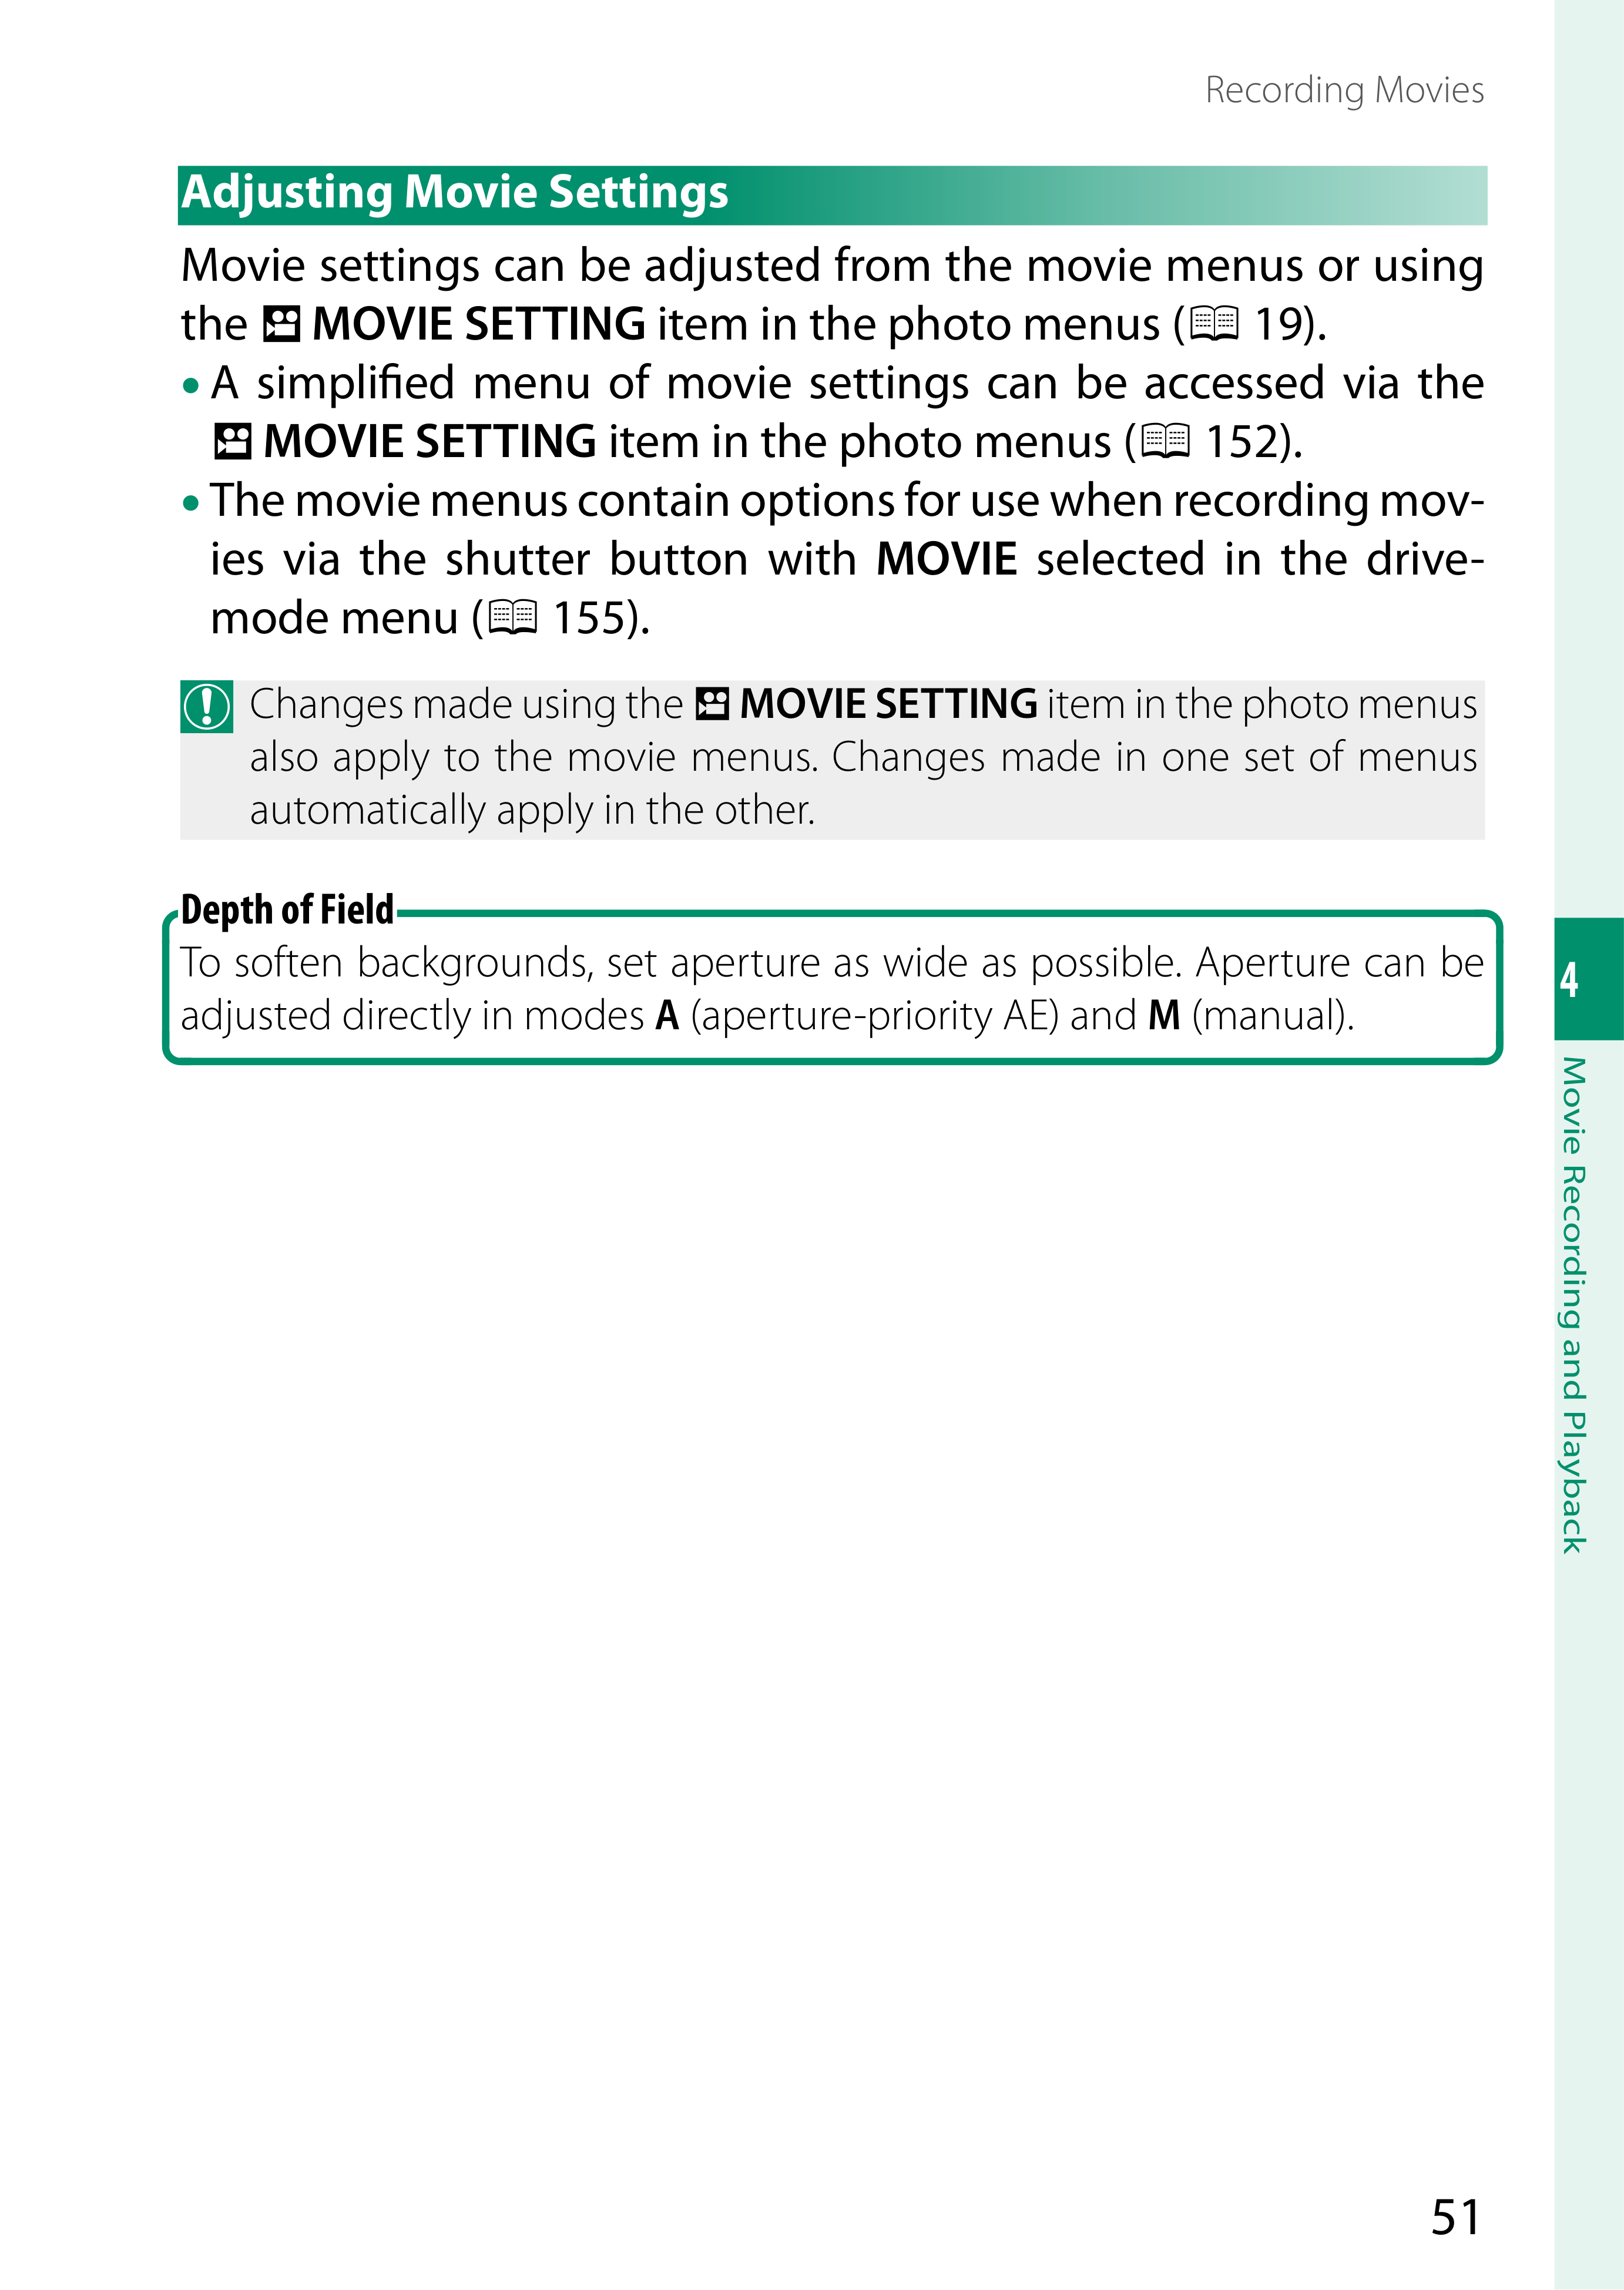 Recording Movies
Adjusting Movie Settings
Movie settings can be adjusted from the movie menus or using
the MOVIE SETTING item in the photo menus ( 19).
• A simplified menu of movie settings can be accessed via the
MOVIE SETTING item in the photo menus ( 152).
• The movie menus contain options for use when recording mov-
ies via the shutter button with MOVIE selected in the drive-
mode menu ( 155).
Changes made using the MOVIE SETTING item in the photo menus
also apply to the movie menus. Changes made in one set of menus
automatically apply in the other.
Depth of Field
To soften backgrounds, set aperture as wide as possible. Aperture can be
adjusted directly in modes A (aperture-priority AE) and M (manual).
4
Movie Recording and Playback
51